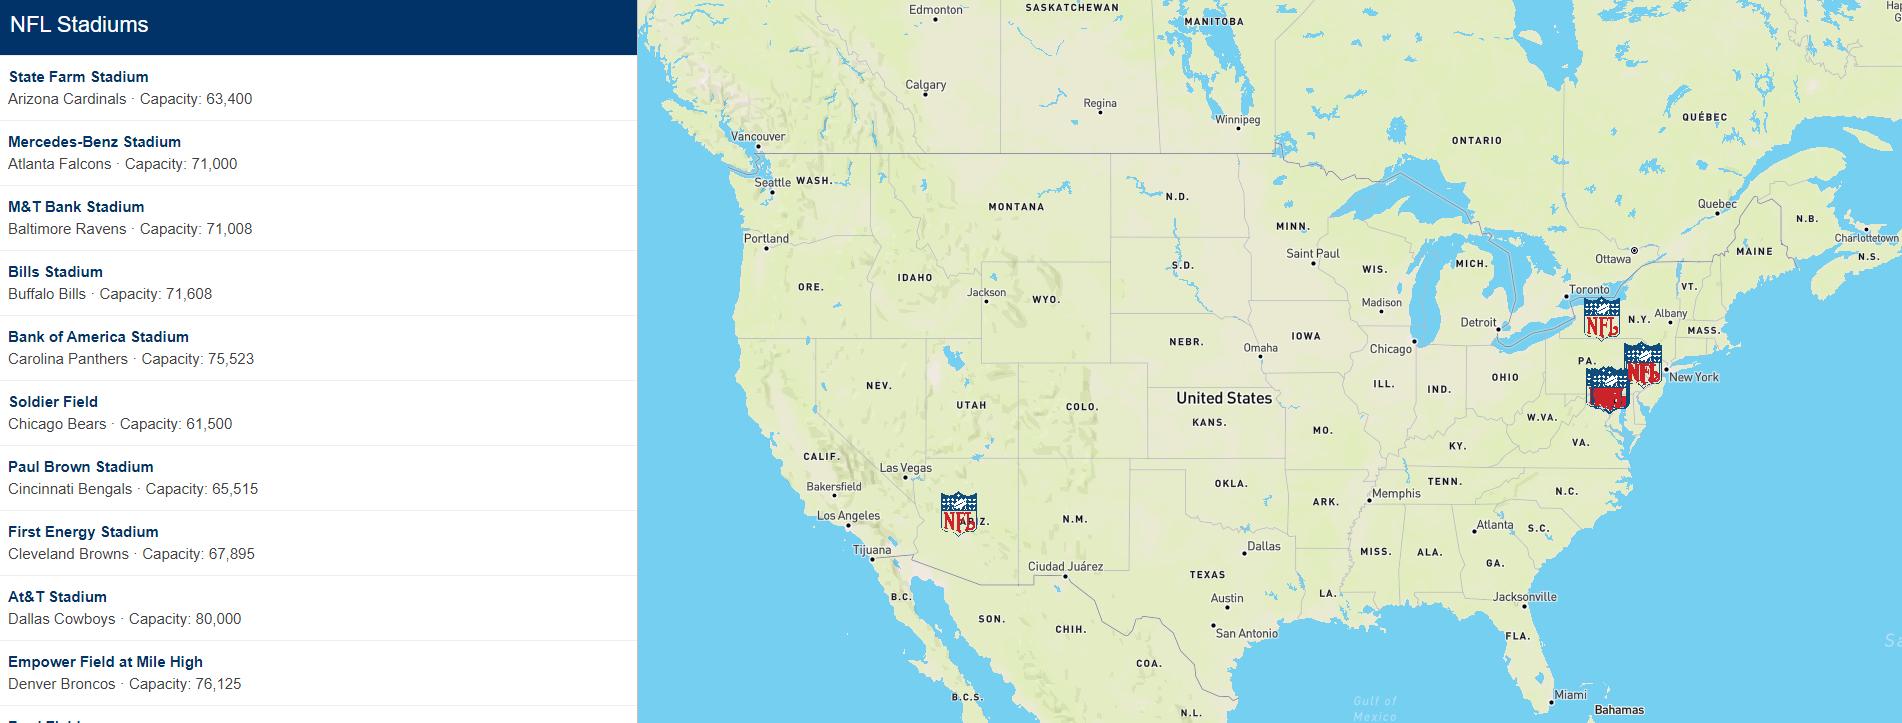 NFL Stadiums
State Farm Stadium
Arizona Cardinals · Capacity: 63,400
Mercedes-Benz Stadium
Atlanta Falcons · Capacity: 71,000
M&T Bank Stadium
Baltimore Ravens · Capacity: 71,008
Bills Stadium
Buffalo Bills · Capacity: 71,608
Bank of America Stadium
Carolina Panthers · Capacity: 75,523
Soldier Field
Chicago Bears · Capacity: 61,500
Paul Brown Stadium
Cincinnati Bengals · Capacity: 65,515
First Energy Stadium
Cleveland Browns · Capacity: 67,895
At&T Stadium
Dallas Cowboys · Capacity: 80,000
Empower Field at Mile High
Denver Broncos · Capacity: 76,125
Edmonton
SASKATCHEWAN
MANITOBA
Calgary
Regina
Winnipeg
QUÉBEC
ONTARIO
Vancouver
Seattle
WASH.
MONTANA
N.D.
Quebec
N.B.
MINN.
Portland
Charlottetown
Saint Paul
MAINE
Ottawa
N.S.
S.D.
WIS.
MICH.
IDAHO
ORE.
Jackson
WYO.
Toronto
VT.
Madison
NFL
N.Y.
Albany
Detroit
MASS.
IOWA
NEBR.
Omaha
Chicago
PA.
NFL
New York
OHIO
NEV.
ILL.
IND.
United States
UTAH
COLO.
KANS.
W.VA.
MO.
VA.
KY.
CALIF.
Las Vegas
Bakersfield
OKLA.
TENN.
Memphis
N.C.
ARK.
Los Angeles
NFL
N.M.
Atlanta
S.C.
Tijuana
Dallas
MISS.
ALA.
GA.
Ciudad Juárez
TEXAS
B.C.
Austin
LA.
Jacksonville
SON.
CHIH.
San Antonio
FLA.
COA.
B.C.S.
Miami
Gulf of
Mexico
Bahamas
N.L.